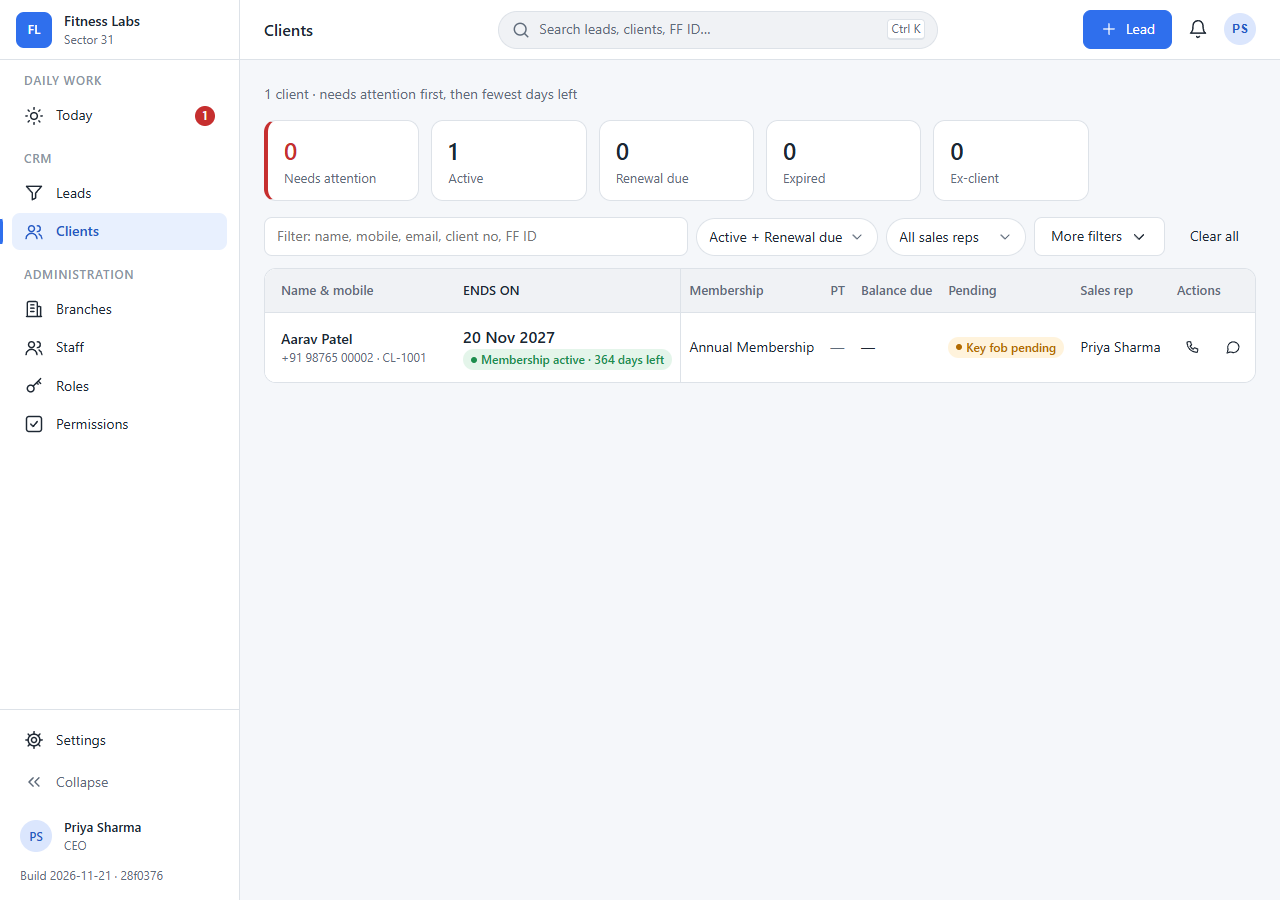 FL
Fitness Labs
Sector 31
Clients
Search leads, clients, FF ID...
Ctrl K
Lead
PS
DAILY WORK
Today
1
CRM
Leads
Clients
ADMINISTRATION
Branches
Staff
Roles
Permissions
Settings
Collapse
PS
Priya Sharma
CEO
Build 2026-11-21 · 28f0376
1 client · needs attention first, then fewest days left
0
Needs attention
1
Active
0
Renewal due
0
Expired
0
Ex-client
Filter: name, mobile, email, client no, FF ID
Active + Renewal due
All sales reps
More filters
Clear all
Name & mobile ENDS ON Membership PT Balance due Pending Sales rep Actions
Aarav Patel
+91 98765 00002 · CL-1001
20 Nov 2027
Membership active · 364 days left
Annual Membership — — Key fob pending Priya Sharma